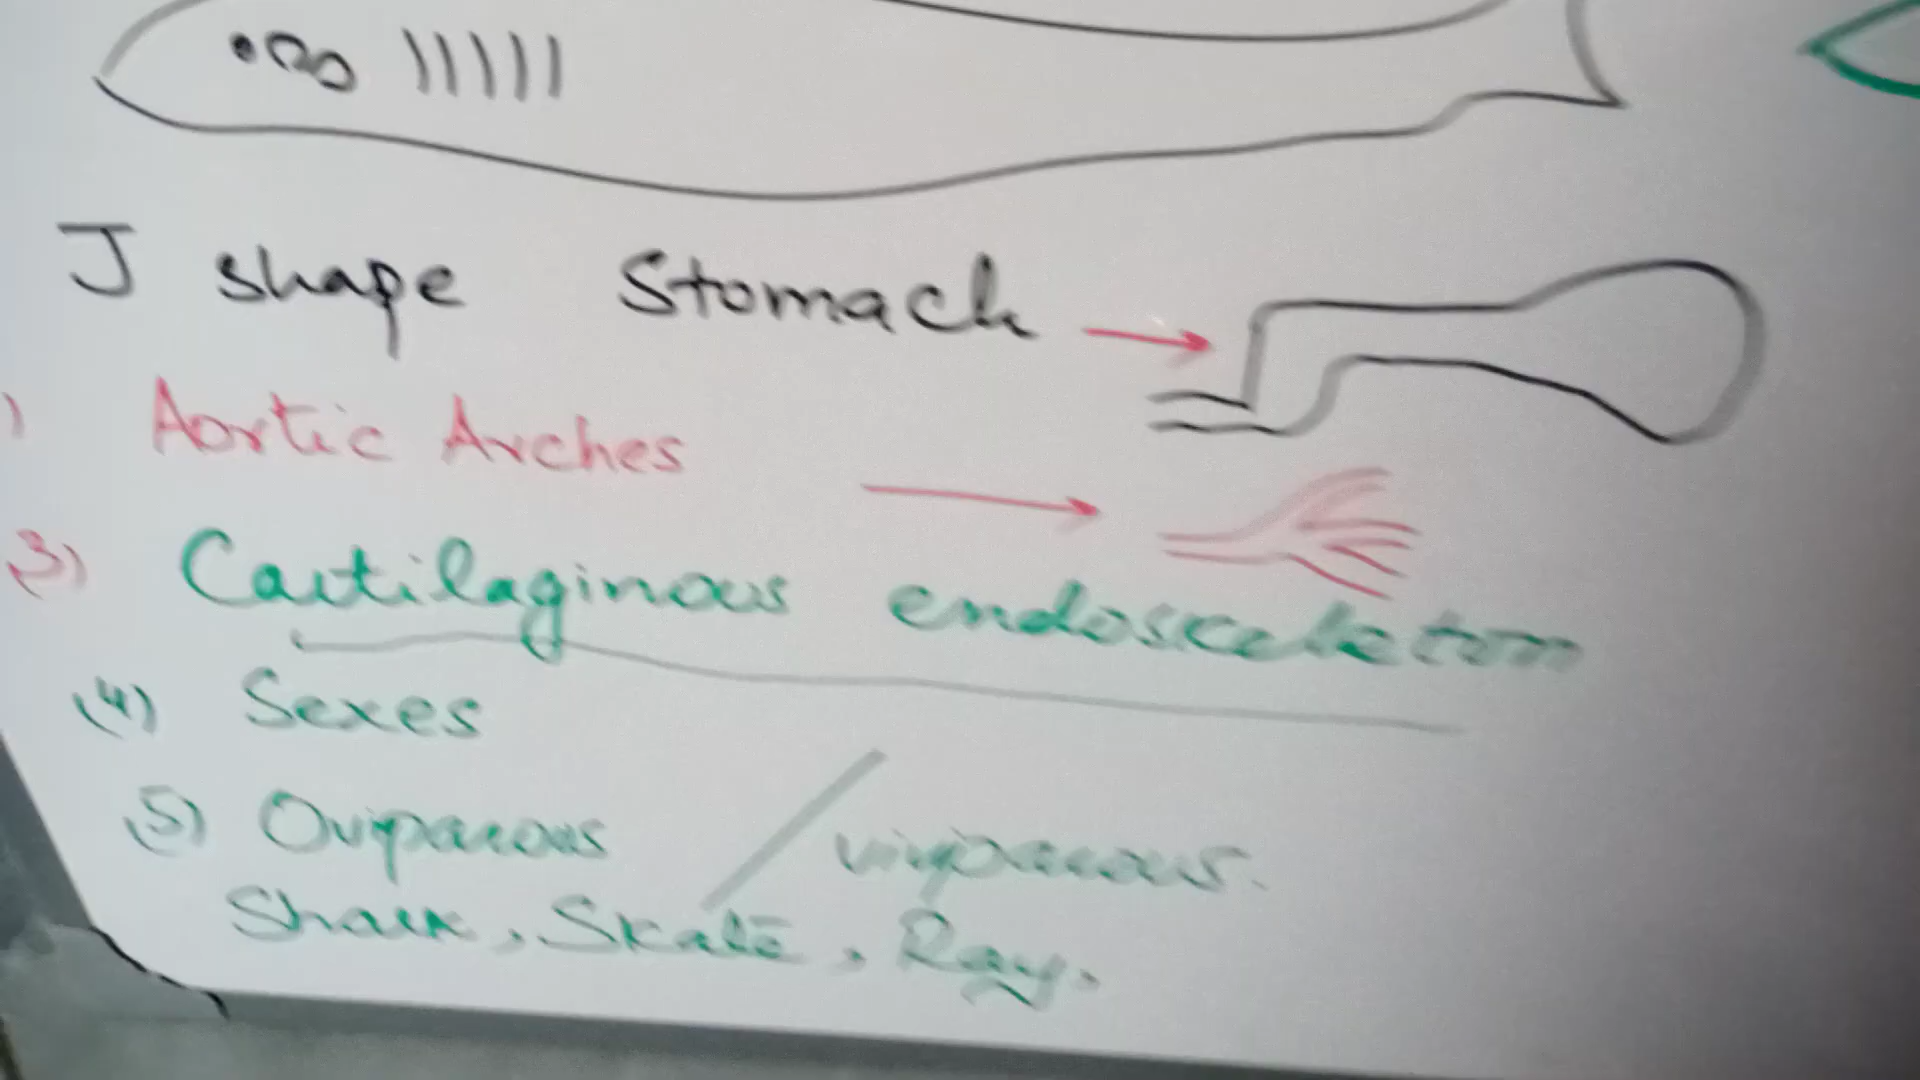 J shape Stomach
) Aortic Arches
3) Cartilaginous endoskeleton
(4) Sexes
(5) Oviparous / viviparous.
Shark, Skate, Ray.